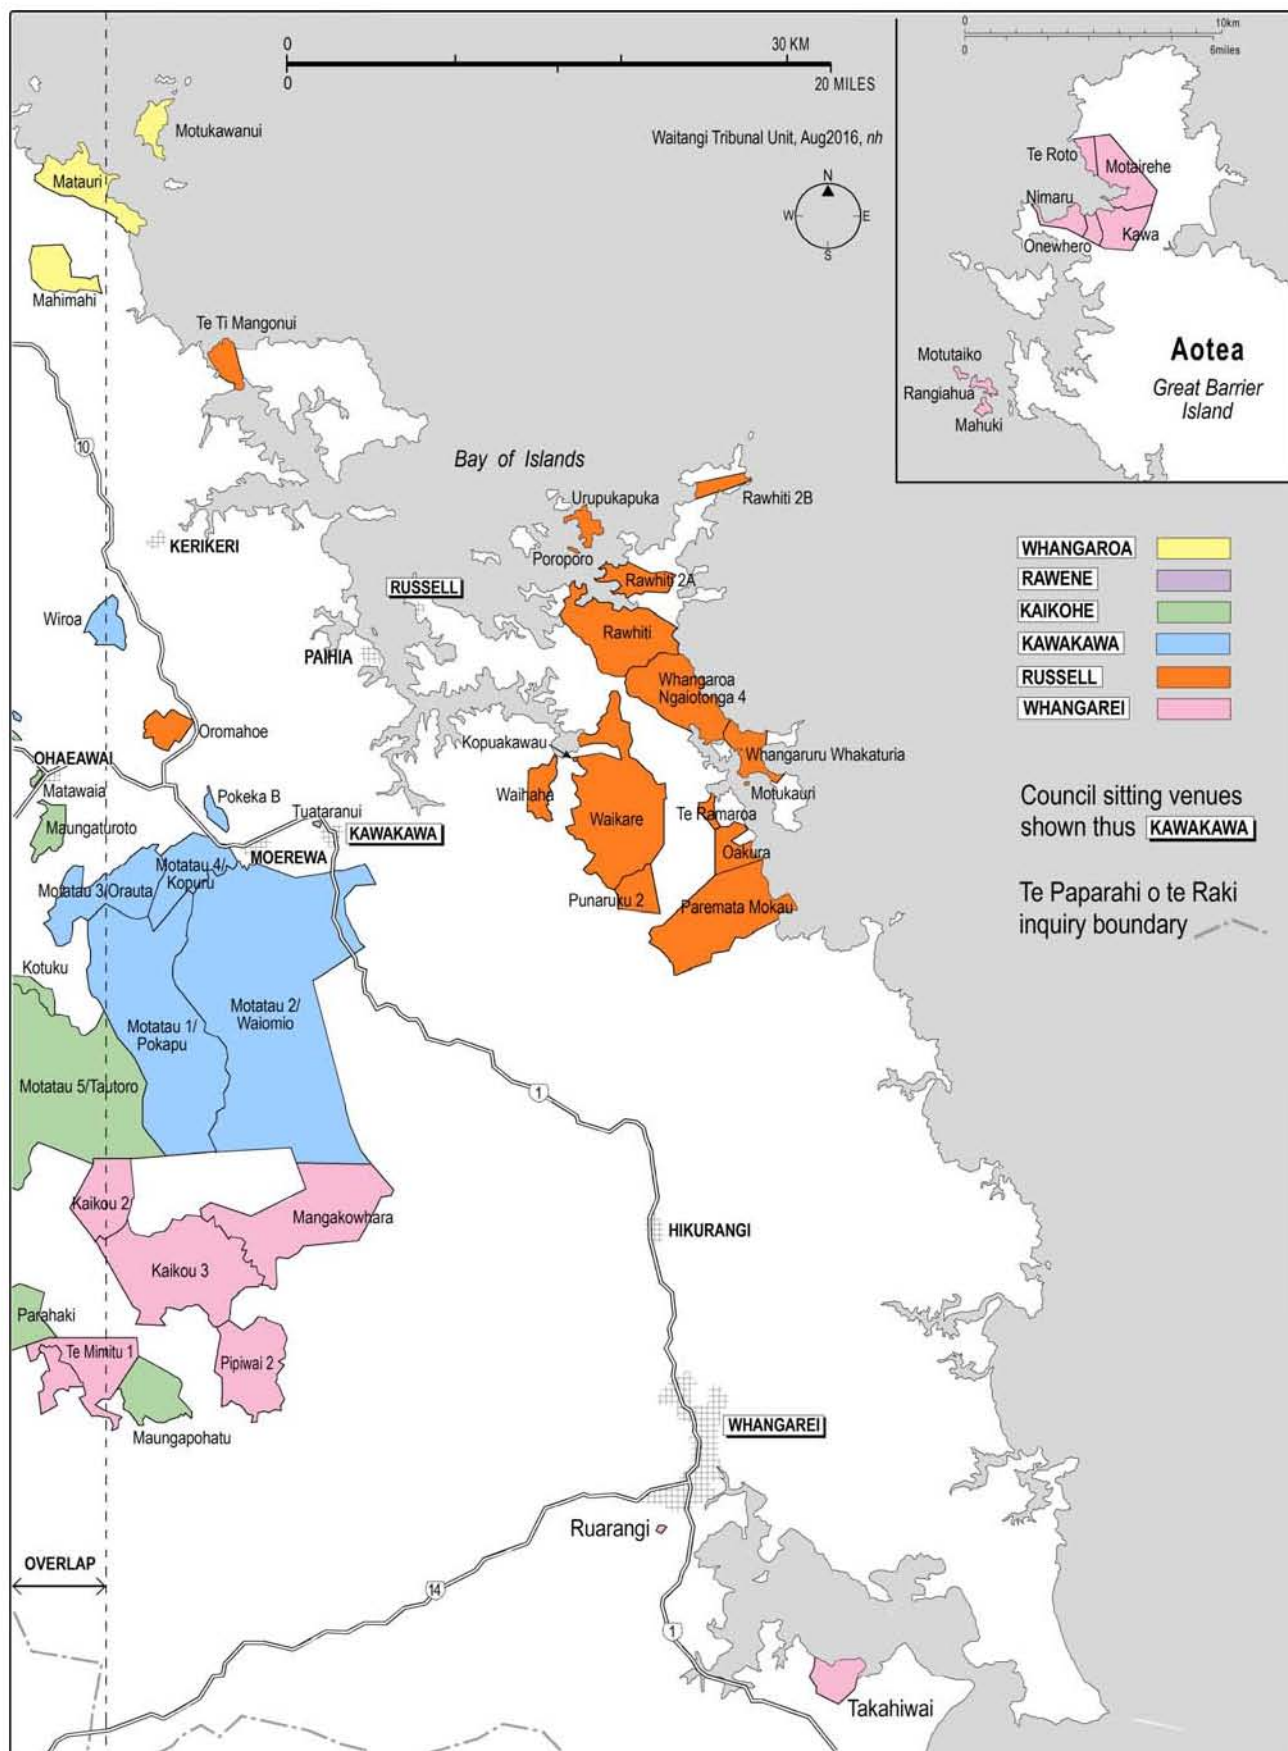 0 30 KM
0 20 MILES
Waitangi Tribunal Unit, Aug2016, nh
N
W E
S
0 10km
0 6miles
Te Roto
Motairehe
Nimaru
Onewhero
Kawa
Motutaiko
Rangiahua
Mahuki
Aotea
Great Barrier
Island
Motukawanui
Matauri
Mahimahi
Te Ti Mangonui
10
Bay of Islands
Urupukapuka
Rawhiti 2B
KERIKERI
Poroporo
Rawhiti 2A
RUSSELL
Wiroa
Rawhiti
PAIHIA
Whangaroa
Ngaiotonga 4
Oromahoe
Kopuakawau
Whangaruru Whakaturia
OHAEAWAI
Matawaia
Pokeka B
Waihaha
Motukauri
Tuataranui
Waikare
Te Ramaroa
Maungaturoto
KAWAKAWA
MOEREWA
Oakura
Motatau 4/
Kopuru
Motatau 3/Orauta
Punaruku 2
Paremata Mokau
Kotuku
Motatau 2/
Waiomio
Motatau 1/
Pokapu
Motatau 5/Tautoro
1
Kaikou 2
Mangakowhara
HIKURANGI
Kaikou 3
Parahaki
Te Mimitu 1
Pipiwai 2
Maungapohatu
WHANGAREI
Ruarangi
OVERLAP
14
1
Takahiwai
WHANGAROA
RAWENE
KAIKOHE
KAWAKAWA
RUSSELL
WHANGAREI
Council sitting venues
shown thus KAWAKAWA
Te Paparahi o te Raki
inquiry boundary